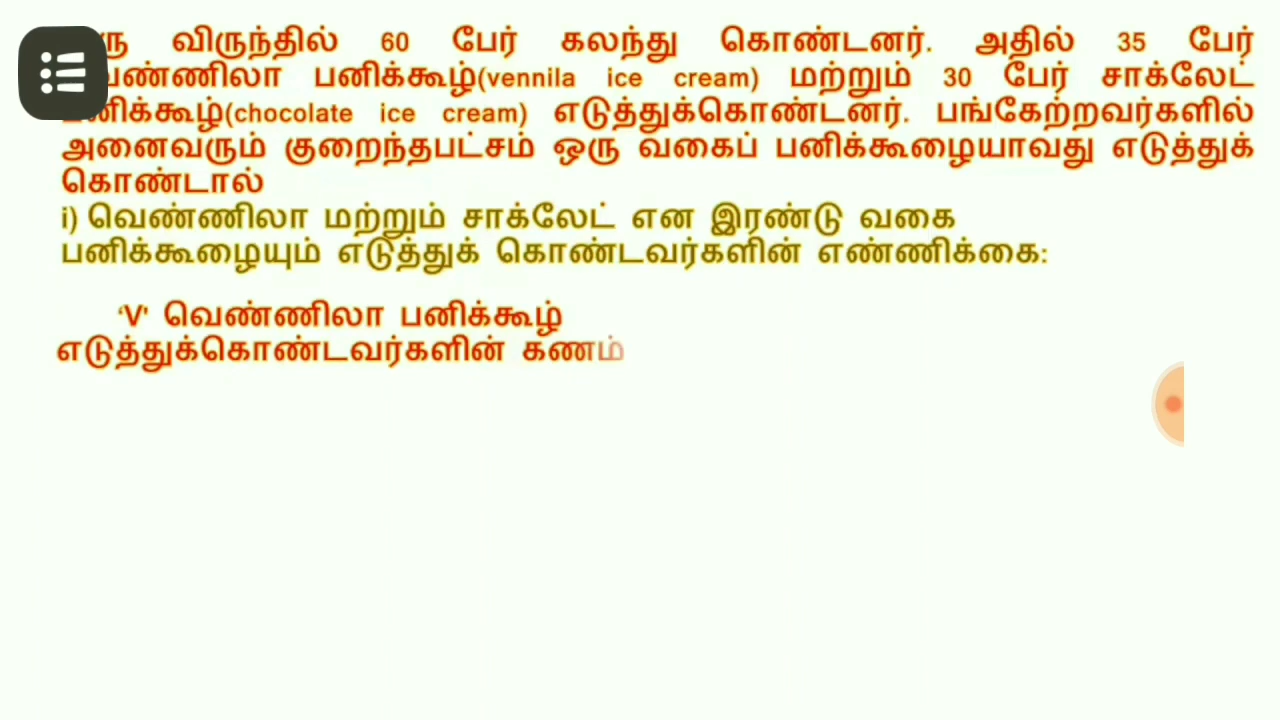 விருந்தில் 60 பேர் கலந்து கொண்டனர். அதில் 35 பேர்
பனிக்கூழ்(vennila ice cream) மற்றும் 30 பேர் சாக்லேட்
(chocolate ice cream) எடுத்துக்கொண்டனர். பங்கேற்றவர்களில்
அனைவரும் குறைந்தபட்சம் ஒரு வகைப் பனிக்கூழையாவது எடுத்துக்
கொண்டால்
i) வெண்ணிலா மற்றும் சாக்லேட் என இரண்டு வகை
பனிக்கூழையும் எடுத்துக் கொண்டவர்களின் எண்ணிக்கை:
'V' வெண்ணிலா பனிக்கூழ்
எடுத்துக்கொண்டவர்களின் கணம்